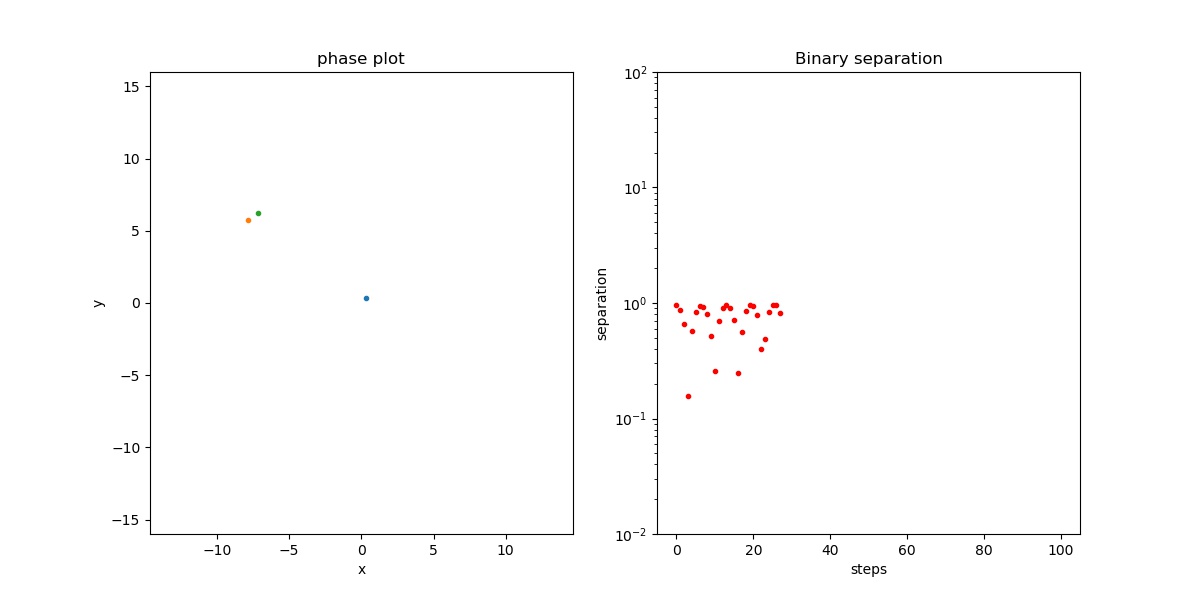 phase plot
15
10
5
0
−5
−10
−15
y
−10 −5 0 5 10
x
Binary separation
10²
10¹
10⁰
10⁻¹
10⁻²
separation
0 20 40 60 80 100
steps